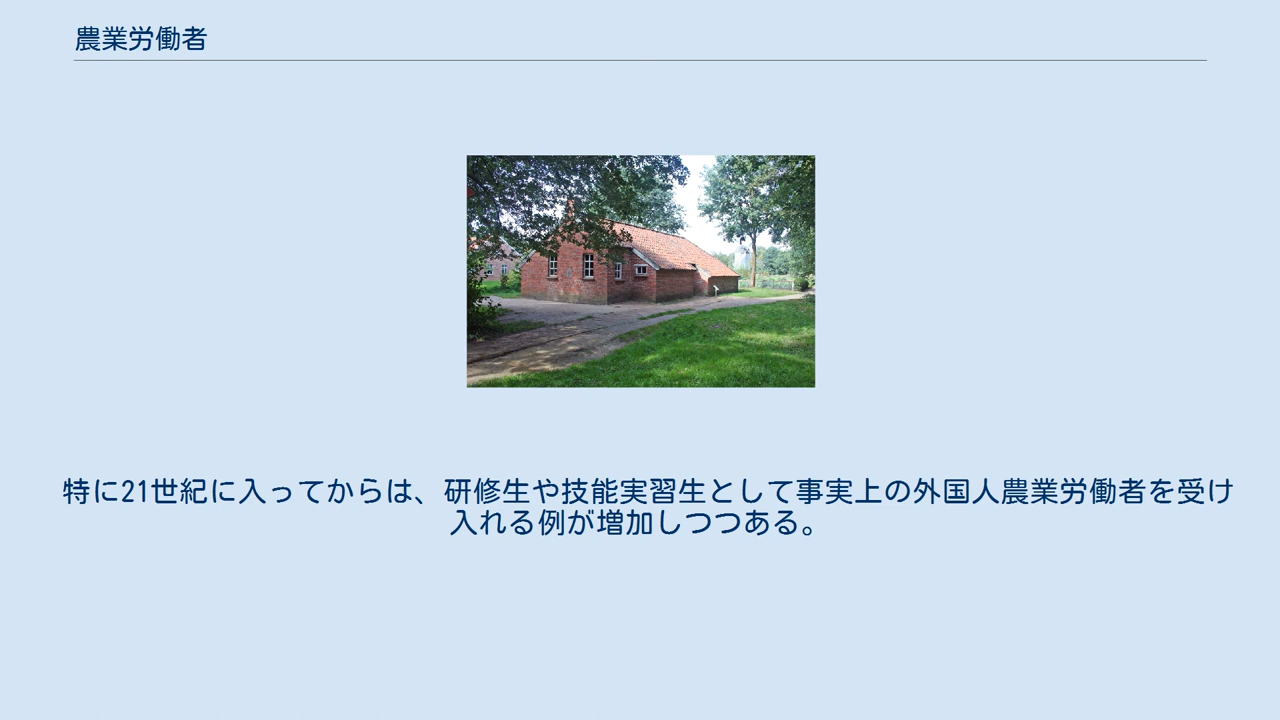 農業労働者
特に21世紀に入ってからは、研修生や技能実習生として事実上の外国人農業労働者を受け
入れる例が増加しつつある。